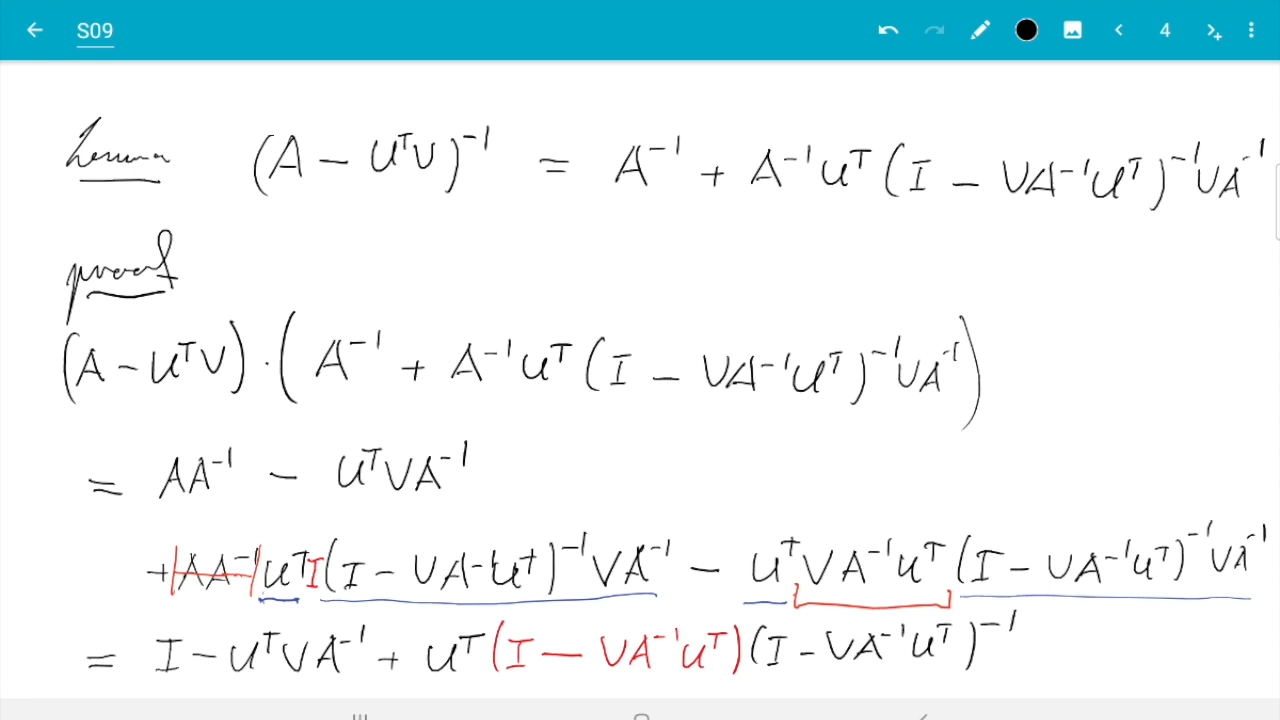 S09
4
Lemma (A - UᵀV)⁻¹ = A⁻¹ + A⁻¹Uᵀ(I - VA⁻¹Uᵀ)⁻¹VA⁻¹
proof
(A - UᵀV)·(A⁻¹ + A⁻¹Uᵀ(I - VA⁻¹Uᵀ)⁻¹VA⁻¹)
= AA⁻¹ - UᵀVA⁻¹
+ AA⁻¹UᵀI(I - VA⁻¹Uᵀ)⁻¹VA⁻¹ - UᵀVA⁻¹Uᵀ(I - VA⁻¹Uᵀ)⁻¹VA⁻¹
= I - UᵀVA⁻¹ + Uᵀ(I - VA⁻¹Uᵀ)(I - VA⁻¹Uᵀ)⁻¹